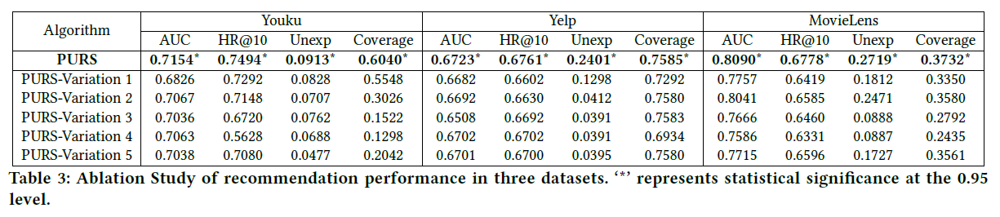 Algorithm Youku Yelp MovieLens
AUC HR@10 Unexp Coverage AUC HR@10 Unexp Coverage AUC HR@10 Unexp Coverage
PURS 0.7154* 0.7494* 0.0913* 0.6040* 0.6723* 0.6761* 0.2401* 0.7585* 0.8090* 0.6778* 0.2719* 0.3732*
PURS-Variation 1 0.6826 0.7292 0.0828 0.5548 0.6682 0.6602 0.1298 0.7292 0.7757 0.6419 0.1812 0.3350
PURS-Variation 2 0.7067 0.7148 0.0707 0.3026 0.6692 0.6630 0.0412 0.7580 0.8041 0.6585 0.2471 0.3580
PURS-Variation 3 0.7036 0.6720 0.0762 0.1522 0.6508 0.6692 0.0391 0.7583 0.7666 0.6460 0.0888 0.2792
PURS-Variation 4 0.7063 0.5628 0.0688 0.1298 0.6702 0.6702 0.0391 0.6934 0.7586 0.6331 0.0887 0.2435
PURS-Variation 5 0.7038 0.7080 0.0477 0.2042 0.6701 0.6700 0.0395 0.7580 0.7715 0.6596 0.1727 0.3561
Table 3: Ablation Study of recommendation performance in three datasets. ‘*’ represents statistical significance at the 0.95
level.